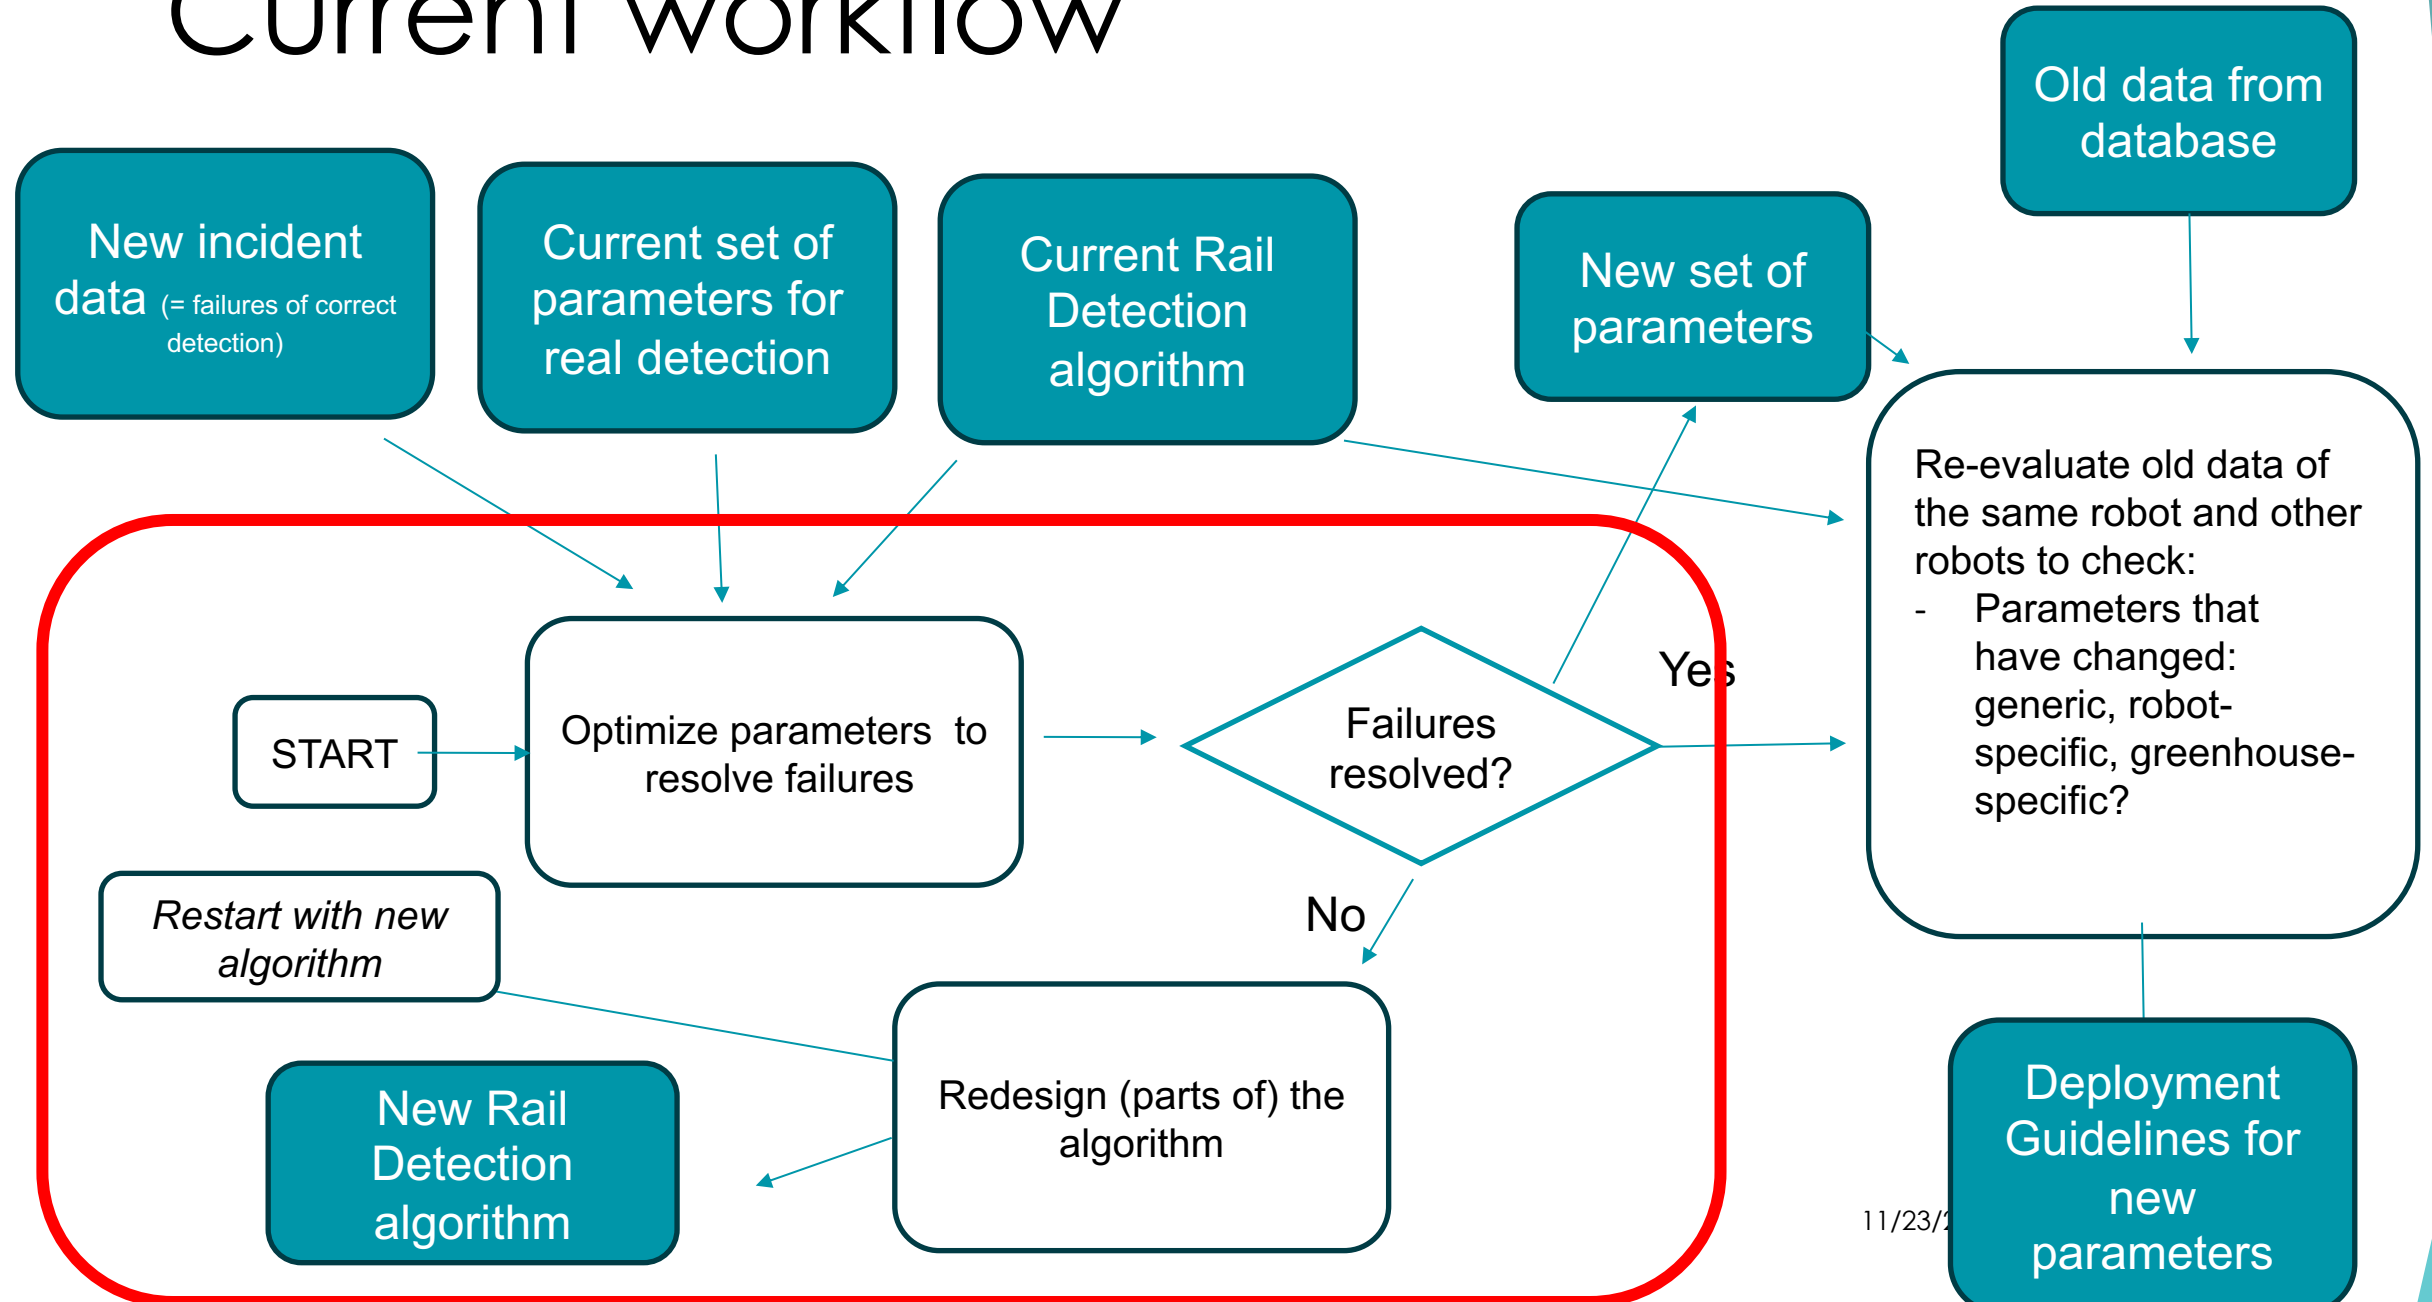 Current workflow
Old data from
database
New incident
data (= failures of correct
detection)
Current set of
parameters for
real detection
Current Rail
Detection
algorithm
New set of
parameters
Re-evaluate old data of
the same robot and other
robots to check:
- Parameters that
have changed:
generic, robot-
specific, greenhouse-
specific?
START
Optimize parameters to
resolve failures
Failures
resolved?
Yes
No
Restart with new
algorithm
New Rail
Detection
algorithm
Redesign (parts of) the
algorithm
Deployment
Guidelines for
new
parameters
11/23/